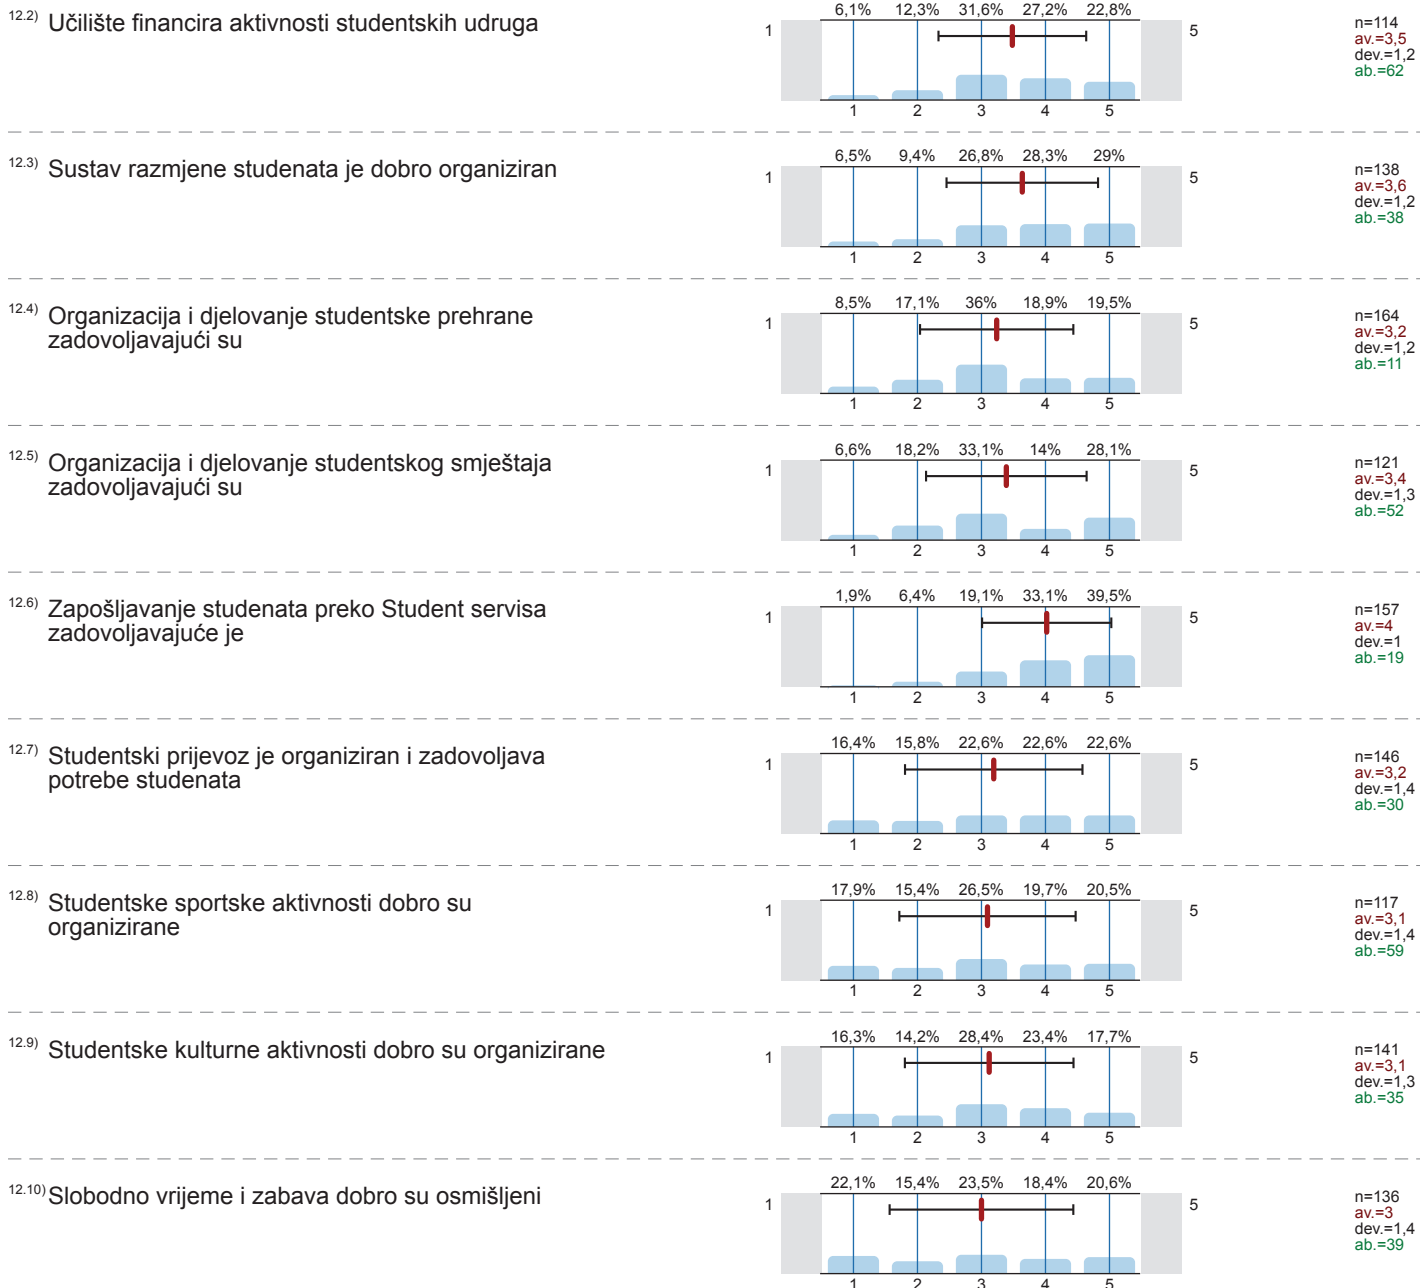 12.2) Učilište financira aktivnosti studentskih udruga
6,1% 12,3% 31,6% 27,2% 22,8%
1 5
1 2 3 4 5
n=114
av.=3,5
dev.=1,2
ab.=62
12.3) Sustav razmjene studenata je dobro organiziran
6,5% 9,4% 26,8% 28,3% 29%
1 5
1 2 3 4 5
n=138
av.=3,6
dev.=1,2
ab.=38
12.4) Organizacija i djelovanje studentske prehrane
zadovoljavajući su
8,5% 17,1% 36% 18,9% 19,5%
1 5
1 2 3 4 5
n=164
av.=3,2
dev.=1,2
ab.=11
12.5) Organizacija i djelovanje studentskog smještaja
zadovoljavajući su
6,6% 18,2% 33,1% 14% 28,1%
1 5
1 2 3 4 5
n=121
av.=3,4
dev.=1,3
ab.=52
12.6) Zapošljavanje studenata preko Student servisa
zadovoljavajuće je
1,9% 6,4% 19,1% 33,1% 39,5%
1 5
1 2 3 4 5
n=157
av.=4
dev.=1
ab.=19
12.7) Studentski prijevoz je organiziran i zadovoljava
potrebe studenata
16,4% 15,8% 22,6% 22,6% 22,6%
1 5
1 2 3 4 5
n=146
av.=3,2
dev.=1,4
ab.=30
12.8) Studentske sportske aktivnosti dobro su
organizirane
17,9% 15,4% 26,5% 19,7% 20,5%
1 5
1 2 3 4 5
n=117
av.=3,1
dev.=1,4
ab.=59
12.9) Studentske kulturne aktivnosti dobro su organizirane
16,3% 14,2% 28,4% 23,4% 17,7%
1 5
1 2 3 4 5
n=141
av.=3,1
dev.=1,3
ab.=35
12.10) Slobodno vrijeme i zabava dobro su osmišljeni
22,1% 15,4% 23,5% 18,4% 20,6%
1 5
1 2 3 4 5
n=136
av.=3
dev.=1,4
ab.=39